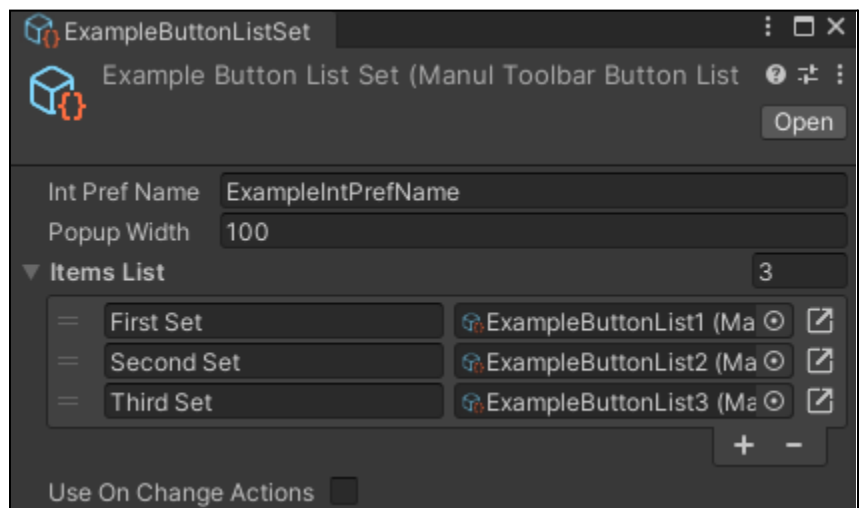 ExampleButtonListSet
Example Button List Set (Manul Toolbar Button List
Open
Int Pref Name ExampleIntPrefName
Popup Width 100
Items List 3
First Set ExampleButtonList1 (Ma
Second Set ExampleButtonList2 (Ma
Third Set ExampleButtonList3 (Ma
Use On Change Actions